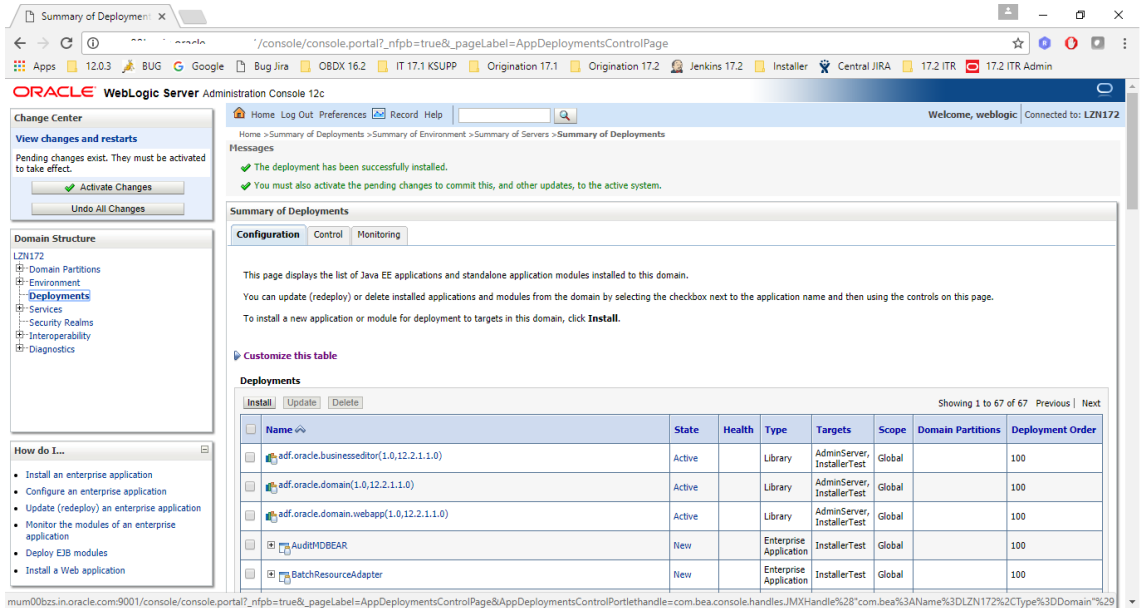 Summary of Deployment
/console/console.portal?_nfpb=true&_pageLabel=AppDeploymentsControlPage
Apps 12.0.3 BUG Google Bug Jira OBDX 16.2 IT 17.1 KSUPP Origination 17.1 Origination 17.2 Jenkins 17.2 Installer Central JIRA 17.2 ITR 17.2 ITR Admin
ORACLE WebLogic Server Administration Console 12c
Change Center
View changes and restarts
Pending changes exist. They must be activated
to take effect.
Activate Changes
Undo All Changes
Domain Structure
LZN172
Domain Partitions
Environment
Deployments
Services
Security Realms
Interoperability
Diagnostics
How do I...
Install an enterprise application
Configure an enterprise application
Update (redeploy) an enterprise application
Monitor the modules of an enterprise
application
Deploy EJB modules
Install a Web application
Home Log Out Preferences Record Help
Welcome, weblogic Connected to: LZN172
Home >Summary of Deployments >Summary of Environment >Summary of Servers >Summary of Deployments
Messages
The deployment has been successfully installed.
You must also activate the pending changes to commit this, and other updates, to the active system.
Summary of Deployments
Configuration Control Monitoring
This page displays the list of Java EE applications and standalone application modules installed to this domain.
You can update (redeploy) or delete installed applications and modules from the domain by selecting the checkbox next to the application name and then using the controls on this page.
To install a new application or module for deployment to targets in this domain, click Install.
Customize this table
Deployments
Install Update Delete Showing 1 to 67 of 67 Previous | Next
Name State Health Type Targets Scope Domain Partitions Deployment Order
adf.oracle.businesseditor(1.0,12.2.1.1.0) Active Library AdminServer, InstallerTest Global 100
adf.oracle.domain(1.0,12.2.1.1.0) Active Library AdminServer, InstallerTest Global 100
adf.oracle.domain.webapp(1.0,12.2.1.1.0) Active Library AdminServer, InstallerTest Global 100
AuditMDBEAR New Enterprise Application InstallerTest Global 100
BatchResourceAdapter New Enterprise Application InstallerTest Global 100
mum00bzs.in.oracle.com:9001/console/console.portal?_nfpb=true&_pageLabel=AppDeploymentsControlPage&AppDeploymentsControlPortlethandle=com.bea.console.handles.JMXHandle%28"com.bea%3AName%3DLZN172%2CType%3DDomain"%29